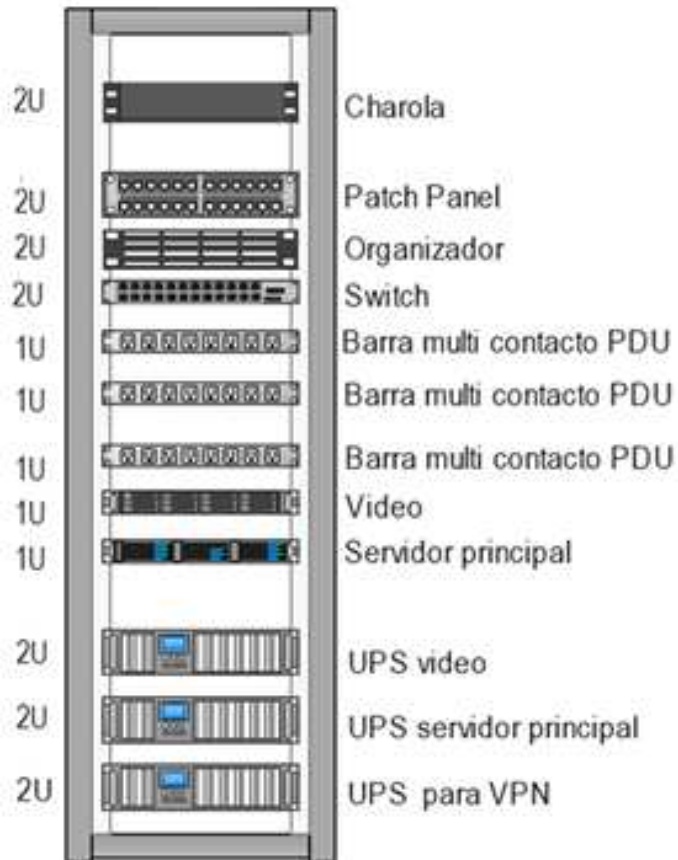 2U Charola
2U Patch Panel
2U Organizador
2U Switch
1U Barra multi contacto PDU
1U Barra multi contacto PDU
1U Barra multi contacto PDU
1U Video
1U Servidor principal
2U UPS video
2U UPS servidor principal
2U UPS para VPN